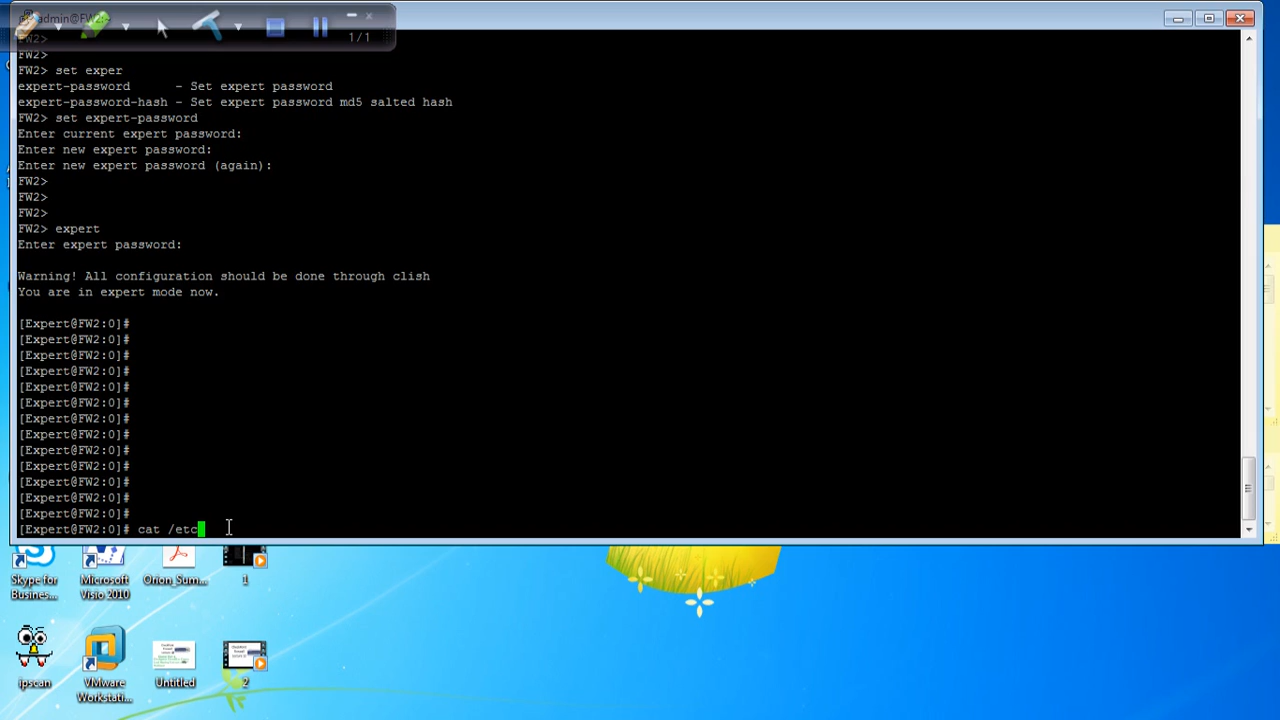 admin@FW2:~
1/1
FW2>
FW2>
FW2> set exper
expert-password      - Set expert password
expert-password-hash - Set expert password md5 salted hash
FW2> set expert-password
Enter current expert password:
Enter new expert password:
Enter new expert password (again):
FW2>
FW2>
FW2>
FW2> expert
Enter expert password:
Warning! All configuration should be done through clish
You are in expert mode now.
[Expert@FW2:0]#
[Expert@FW2:0]#
[Expert@FW2:0]#
[Expert@FW2:0]#
[Expert@FW2:0]#
[Expert@FW2:0]#
[Expert@FW2:0]#
[Expert@FW2:0]#
[Expert@FW2:0]#
[Expert@FW2:0]#
[Expert@FW2:0]#
[Expert@FW2:0]#
[Expert@FW2:0]#
[Expert@FW2:0]# cat /etc
Skype for Busines...
Microsoft Visio 2010
Orion_Sum...
1
ipscan
VMware Workstati...
Untitled
2